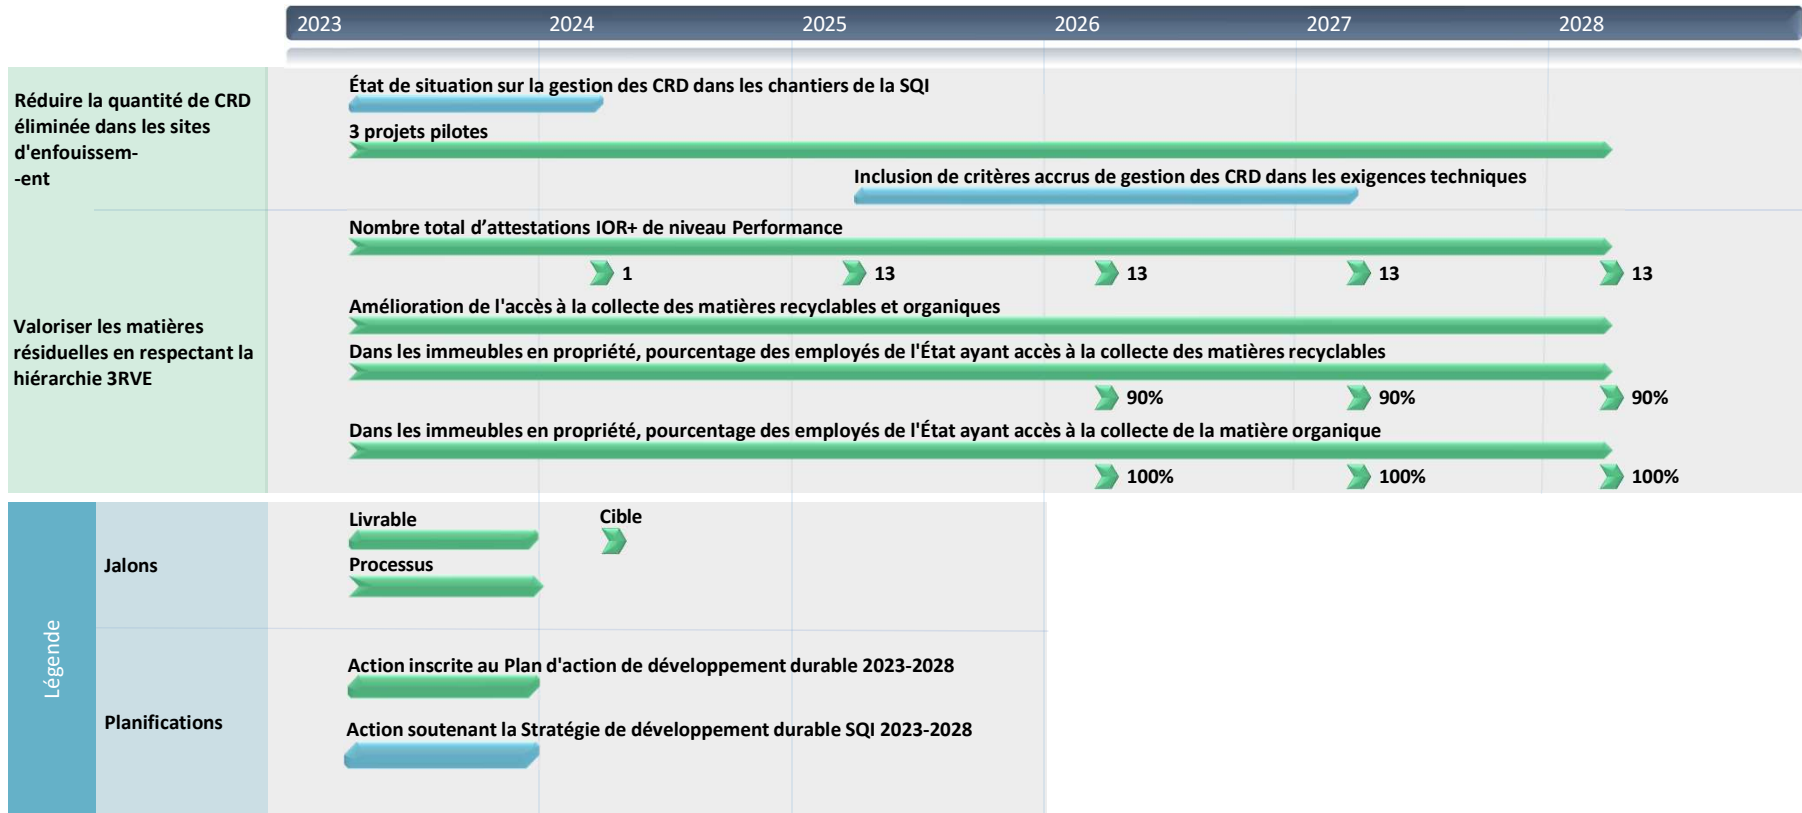 2023 2024 2025 2026 2027 2028
Réduire la quantité de CRD
éliminée dans les sites
d'enfouissem-
-ent
État de situation sur la gestion des CRD dans les chantiers de la SQI
3 projets pilotes
Inclusion de critères accrus de gestion des CRD dans les exigences techniques
Valoriser les matières
résiduelles en respectant la
hiérarchie 3RVE
Nombre total d’attestations IOR+ de niveau Performance
1 13 13 13 13
Amélioration de l'accès à la collecte des matières recyclables et organiques
Dans les immeubles en propriété, pourcentage des employés de l'État ayant accès à la collecte des matières recyclables
90% 90% 90%
Dans les immeubles en propriété, pourcentage des employés de l'État ayant accès à la collecte de la matière organique
100% 100% 100%
Légende
Jalons
Livrable Cible
Processus
Planifications
Action inscrite au Plan d'action de développement durable 2023-2028
Action soutenant la Stratégie de développement durable SQI 2023-2028